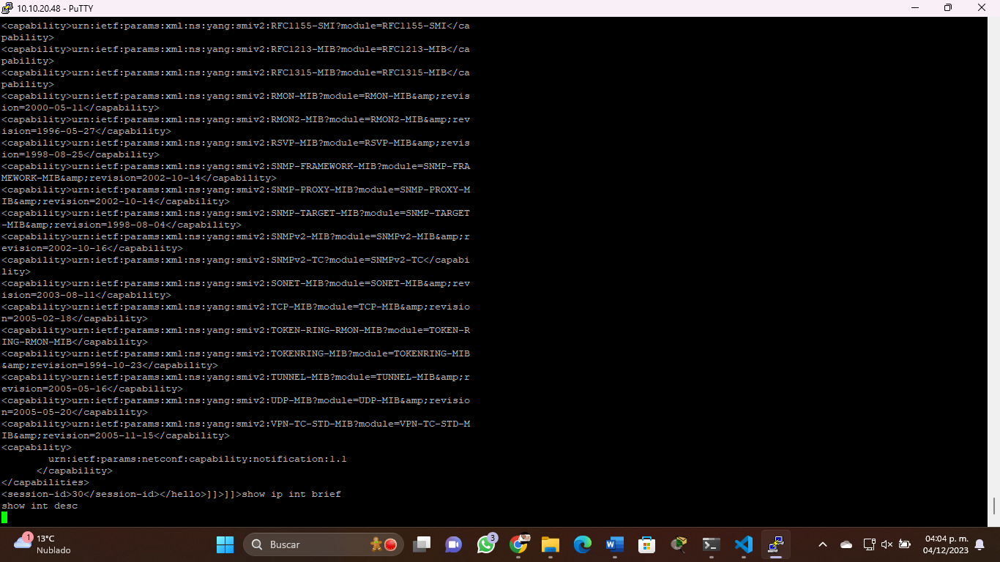 10.10.20.48 - PuTTY
<capability>urn:ietf:params:xml:ns:yang:smiv2:RFC1155-SMI?module=RFC1155-SMI</ca
pability>
<capability>urn:ietf:params:xml:ns:yang:smiv2:RFC1213-MIB?module=RFC1213-MIB</ca
pability>
<capability>urn:ietf:params:xml:ns:yang:smiv2:RFC1315-MIB?module=RFC1315-MIB</ca
pability>
<capability>urn:ietf:params:xml:ns:yang:smiv2:RMON-MIB?module=RMON-MIB&amp;revis
ion=2000-05-11</capability>
<capability>urn:ietf:params:xml:ns:yang:smiv2:RMON2-MIB?module=RMON2-MIB&amp;rev
ision=1996-05-27</capability>
<capability>urn:ietf:params:xml:ns:yang:smiv2:RSVP-MIB?module=RSVP-MIB&amp;revis
ion=1998-08-25</capability>
<capability>urn:ietf:params:xml:ns:yang:smiv2:SNMP-FRAMEWORK-MIB?module=SNMP-FRA
MEWORK-MIB&amp;revision=2002-10-14</capability>
<capability>urn:ietf:params:xml:ns:yang:smiv2:SNMP-PROXY-MIB?module=SNMP-PROXY-M
IB&amp;revision=2002-10-14</capability>
<capability>urn:ietf:params:xml:ns:yang:smiv2:SNMP-TARGET-MIB?module=SNMP-TARGET
-MIB&amp;revision=1998-08-04</capability>
<capability>urn:ietf:params:xml:ns:yang:smiv2:SNMPv2-MIB?module=SNMPv2-MIB&amp;r
evision=2002-10-16</capability>
<capability>urn:ietf:params:xml:ns:yang:smiv2:SNMPv2-TC?module=SNMPv2-TC</capabi
lity>
<capability>urn:ietf:params:xml:ns:yang:smiv2:SONET-MIB?module=SONET-MIB&amp;rev
ision=2003-08-11</capability>
<capability>urn:ietf:params:xml:ns:yang:smiv2:TCP-MIB?module=TCP-MIB&amp;revisio
n=2005-02-18</capability>
<capability>urn:ietf:params:xml:ns:yang:smiv2:TOKEN-RING-RMON-MIB?module=TOKEN-R
ING-RMON-MIB</capability>
<capability>urn:ietf:params:xml:ns:yang:smiv2:TOKENRING-MIB?module=TOKENRING-MIB
&amp;revision=1994-10-23</capability>
<capability>urn:ietf:params:xml:ns:yang:smiv2:TUNNEL-MIB?module=TUNNEL-MIB&amp;r
evision=2005-05-16</capability>
<capability>urn:ietf:params:xml:ns:yang:smiv2:UDP-MIB?module=UDP-MIB&amp;revisio
n=2005-05-20</capability>
<capability>urn:ietf:params:xml:ns:yang:smiv2:VPN-TC-STD-MIB?module=VPN-TC-STD-M
IB&amp;revision=2005-11-15</capability>
<capability>
        urn:ietf:params:netconf:capability:notification:1.1
      </capability>
</capabilities>
<session-id>30</session-id></hello>]]>]]>show ip int brief
show int desc
1
13°C
Nublado
Buscar
3
04:04 p. m.
04/12/2023